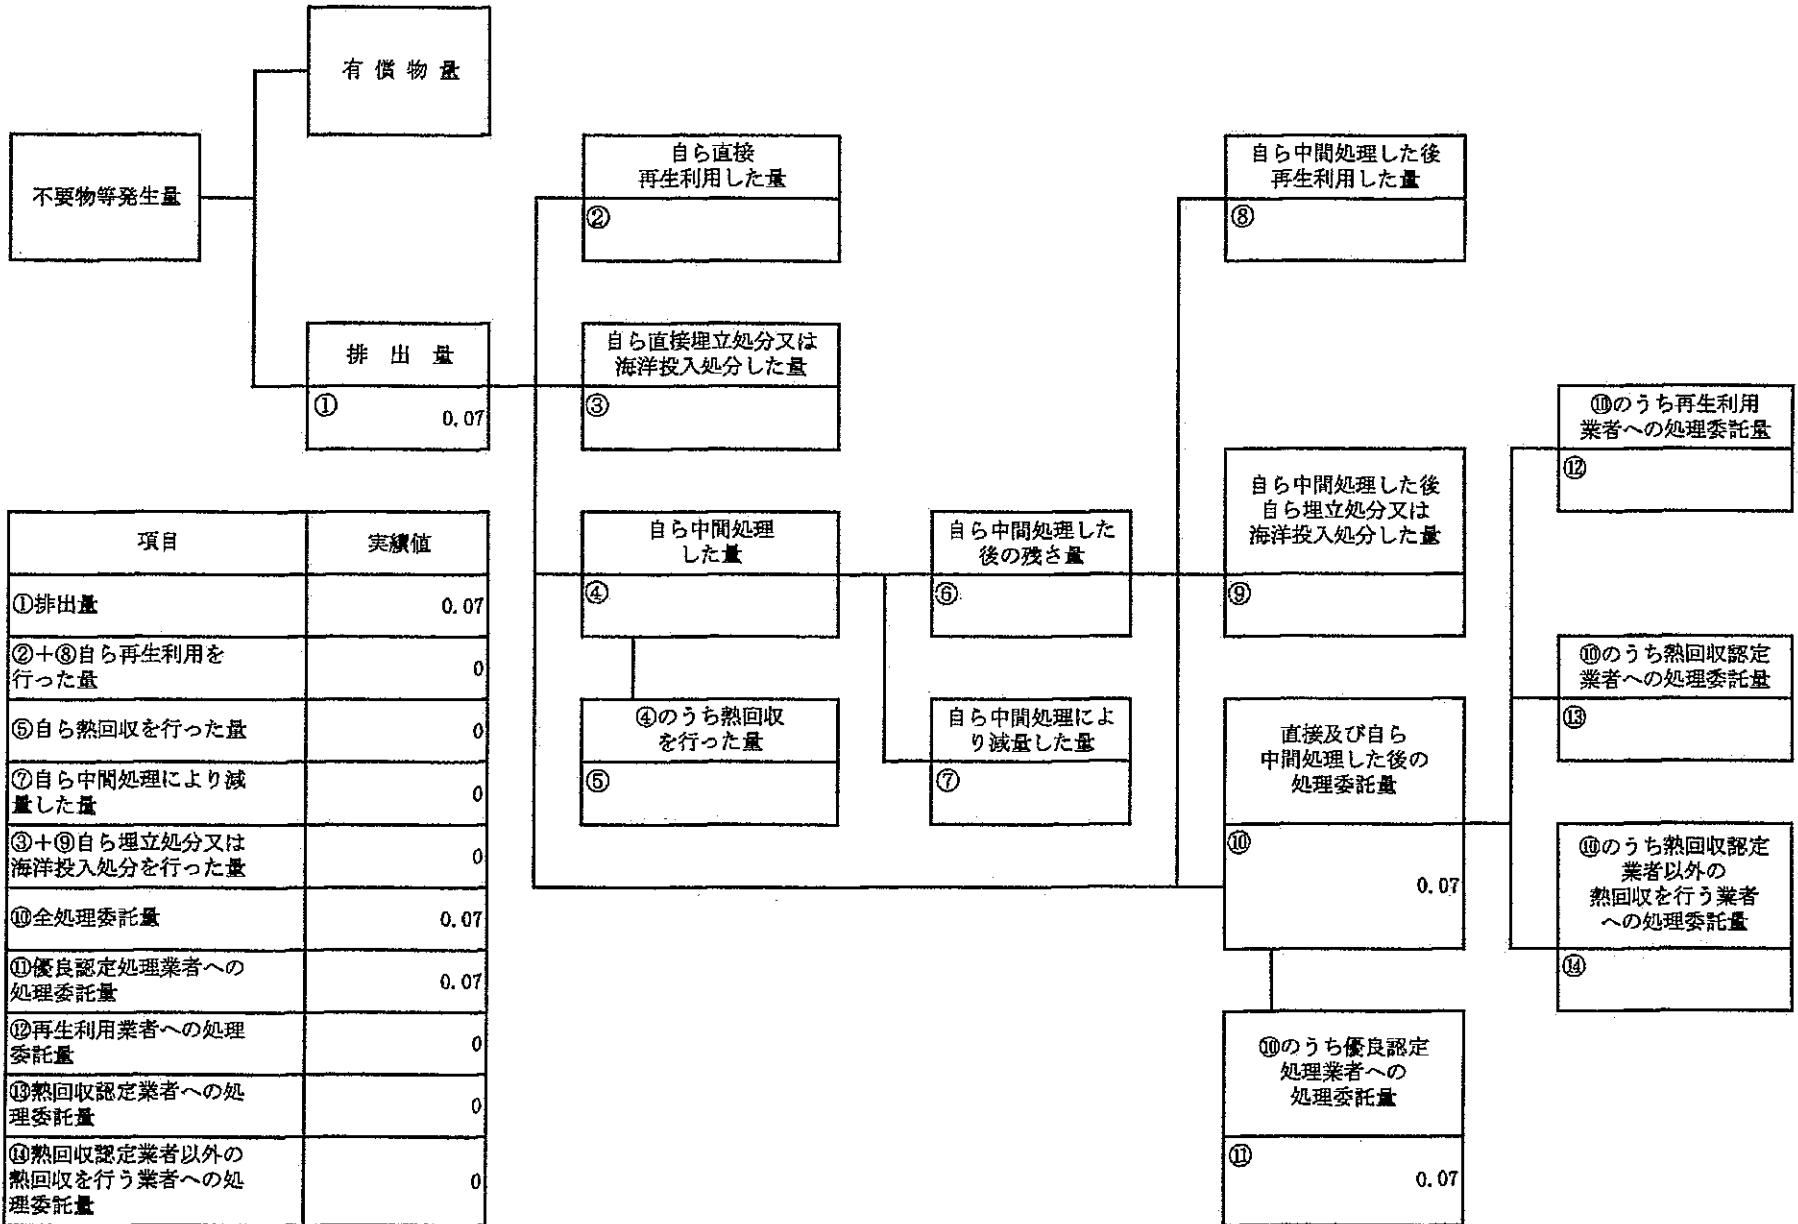 有 償 物 量
不要物等発生量
排 出 量
①
0.07
自ら直接
再生利用した量
②
自ら直接埋立処分又は
海洋投入処分した量
③
自ら中間処理
した量
④
④のうち熱回収
を行った量
⑤
自ら中間処理した
後の残さ量
⑥
自ら中間処理によ
り減量した量
⑦
自ら中間処理した後
再生利用した量
⑧
自ら中間処理した後
自ら埋立処分又は
海洋投入処分した量
⑨
直接及び自ら
中間処理した後の
処理委託量
⑩
0.07
⑩のうち優良認定
処理業者への
処理委託量
⑪
0.07
⑩のうち再生利用
業者への処理委託量
⑫
⑩のうち熱回収認定
業者への処理委託量
⑬
⑩のうち熱回収認定
業者以外の
熱回収を行う業者
への処理委託量
⑭
項目 実績値
①排出量 0.07
②+⑧自ら再生利用を
行った量 0
⑤自ら熱回収を行った量 0
⑦自ら中間処理により減
量した量 0
③+⑨自ら埋立処分又は
海洋投入処分を行った量 0
⑩全処理委託量 0.07
⑪優良認定処理業者への
処理委託量 0.07
⑫再生利用業者への処理
委託量 0
⑬熱回収認定業者への処
理委託量 0
⑭熱回収認定業者以外の
熱回収を行う業者への処
理委託量 0